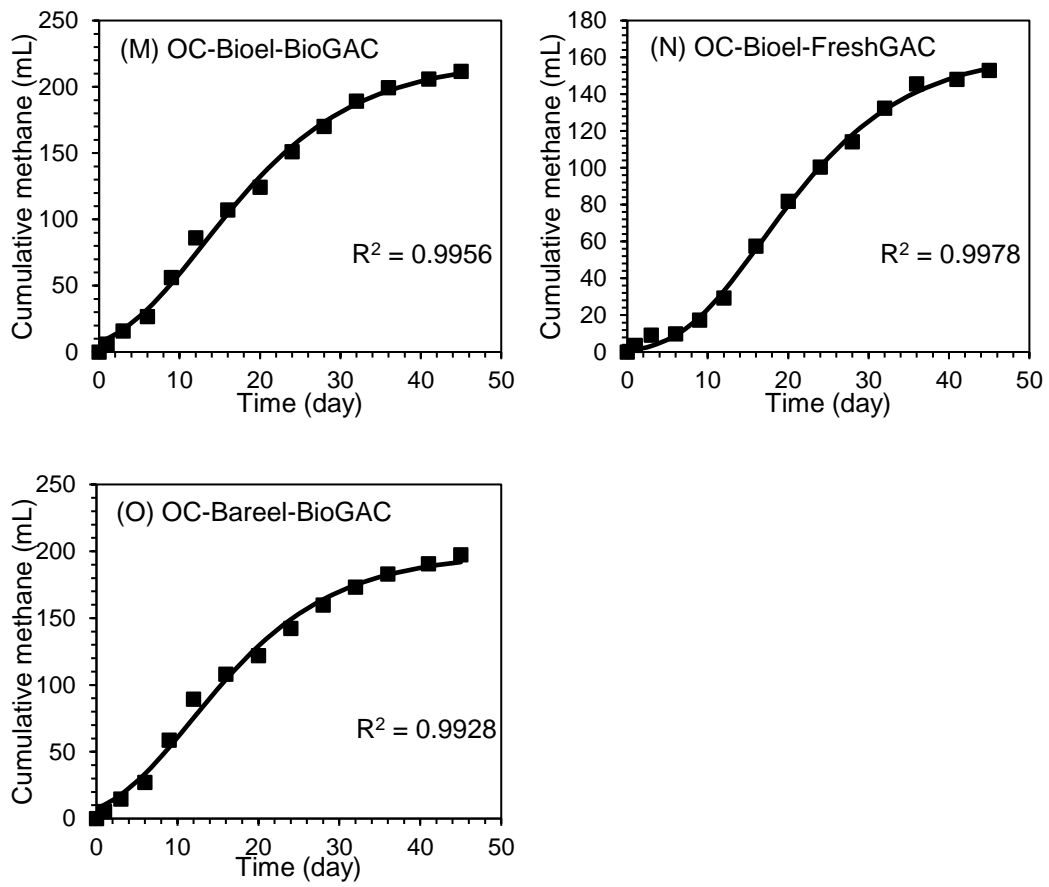 (M) OC-Bioel-BioGAC
Cumulative methane (mL)
250
200
150
100
50
0
R² = 0.9956
0 10 20 30 40 50
Time (day)
(N) OC-Bioel-FreshGAC
Cumulative methane (mL)
180
160
140
120
100
80
60
40
20
0
R² = 0.9978
0 10 20 30 40 50
Time (day)
(O) OC-Bareel-BioGAC
Cumulative methane (mL)
250
200
150
100
50
0
R² = 0.9928
0 10 20 30 40 50
Time (day)